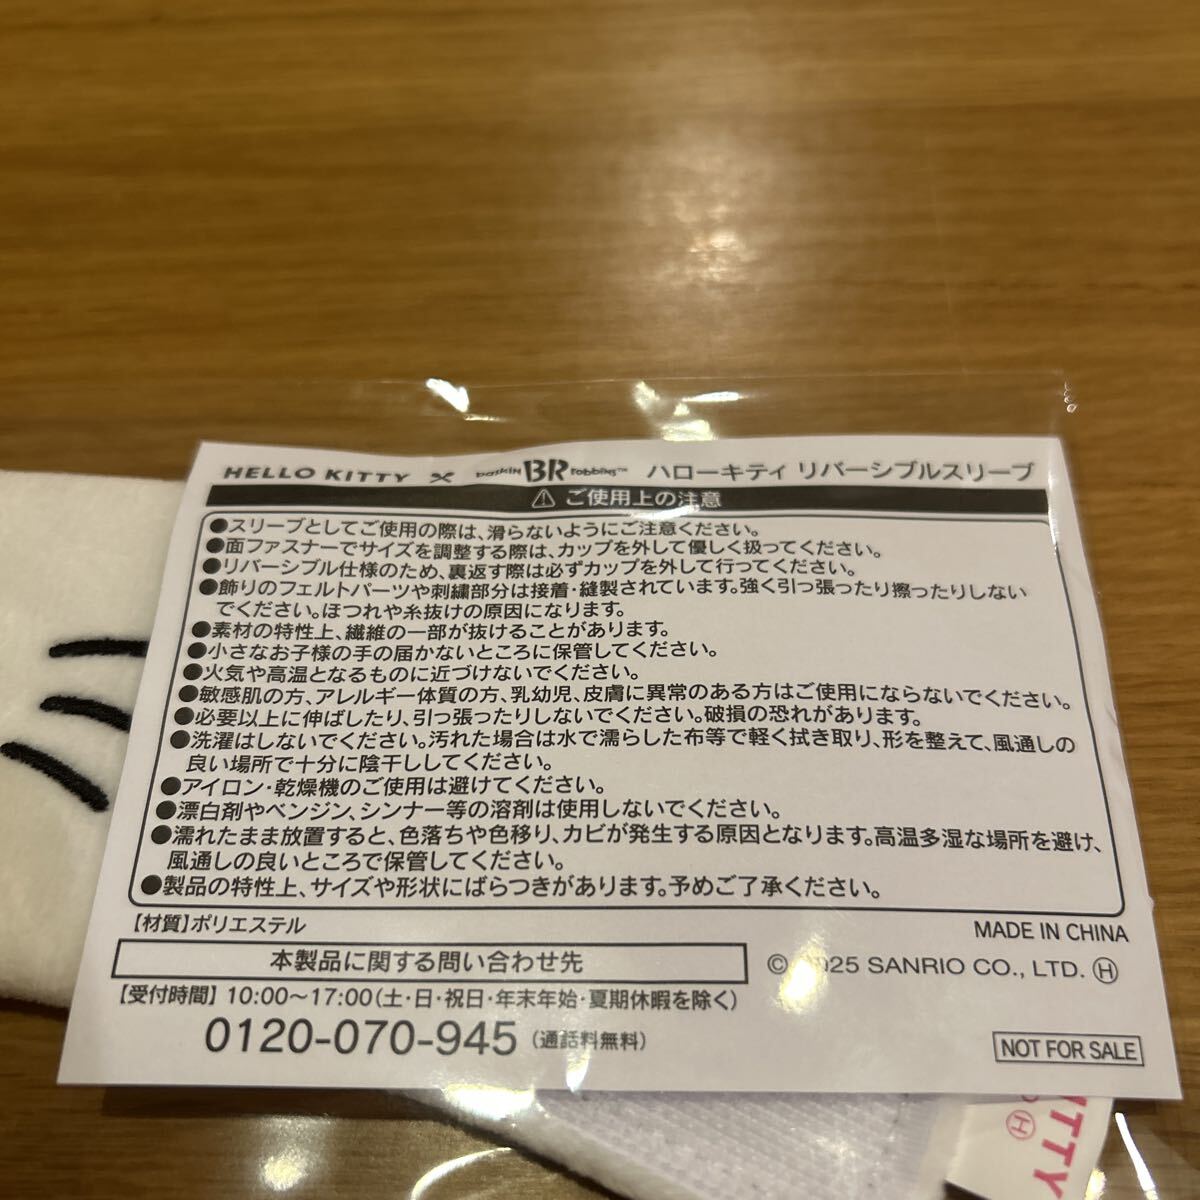 HELLO KITTY × baskin BR robbins™ ハローキティ リバーシブルスリーブ
⚠ ご使用上の注意
●スリーブとしてご使用の際は、滑らないようにご注意ください。
●面ファスナーでサイズを調整する際は、カップを外して優しく扱ってください。
●リバーシブル仕様のため、裏返す際は必ずカップを外して行ってください。
●飾りのフェルトパーツや刺繍部分は接着・縫製されています。強く引っ張ったり擦ったりしない
でください。ほつれや糸抜けの原因になります。
●素材の特性上、繊維の一部が抜けることがあります。
●小さなお子様の手の届かないところに保管してください。
●火気や高温となるものに近づけないでください。
●敏感肌の方、アレルギー体質の方、乳幼児、皮膚に異常のある方はご使用にならないでください。
●必要以上に伸ばしたり、引っ張ったりしないでください。破損の恐れがあります。
●洗濯はしないでください。汚れた場合は水で濡らした布等で軽く拭き取り、形を整えて、風通しの
良い場所で十分に陰干ししてください。
●アイロン・乾燥機のご使用は避けてください。
●漂白剤やベンジン、シンナー等の溶剤は使用しないでください。
●濡れたまま放置すると、色落ちや色移り、カビが発生する原因となります。高温多湿な場所を避け、
風通しの良いところで保管してください。
●製品の特性上、サイズや形状にばらつきがあります。予めご了承ください。
【材質】ポリエステル
MADE IN CHINA
本製品に関する問い合わせ先
© 2025 SANRIO CO., LTD. Ⓗ
【受付時間】 10:00～17:00(土・日・祝日・年末年始・夏期休暇を除く)
0120-070-945 (通話料無料)
NOT FOR SALE